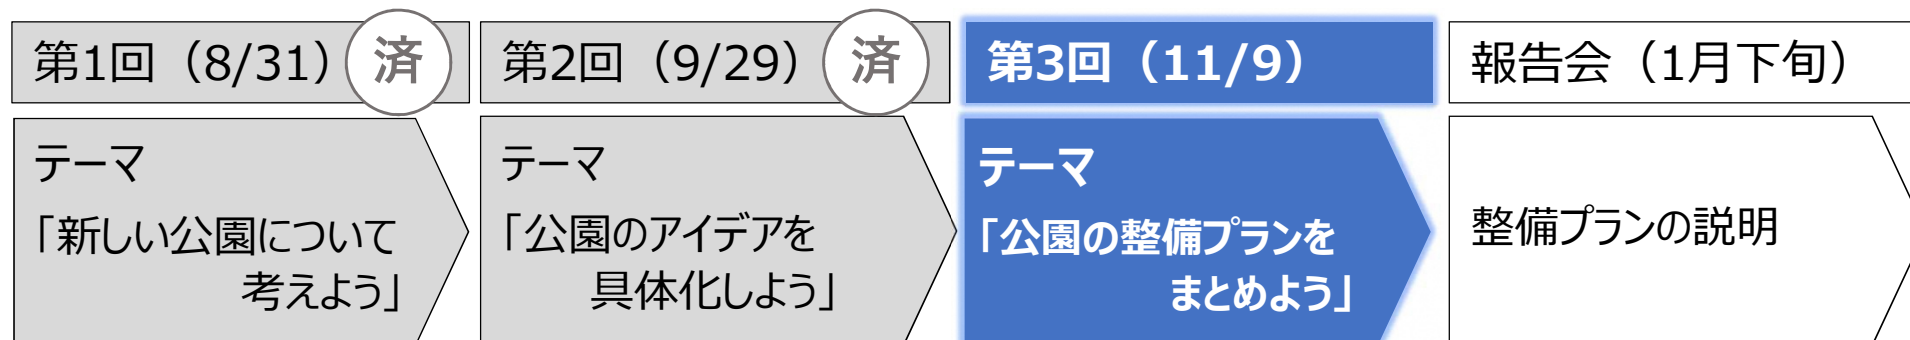 第1回（8/31）
済
テーマ
「新しい公園について
考えよう」
第2回（9/29）
済
テーマ
「公園のアイデアを
具体化しよう」
第3回（11/9）
テーマ
「公園の整備プランを
まとめよう」
報告会（1月下旬）
整備プランの説明